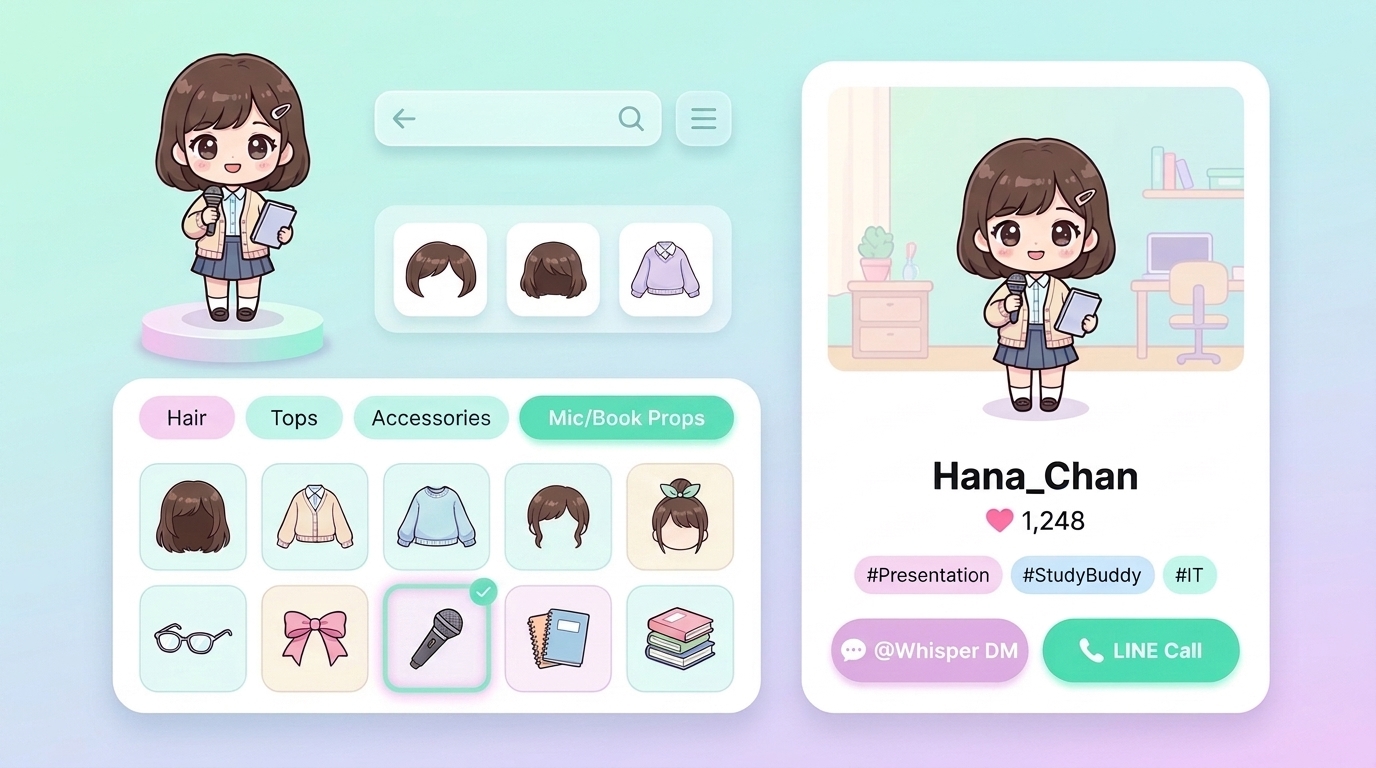 Hair
Tops
Accessories
Mic/Book Props
Hana_Chan
1,248
#Presentation
#StudyBuddy
#IT
@Whisper DM
LINE Call